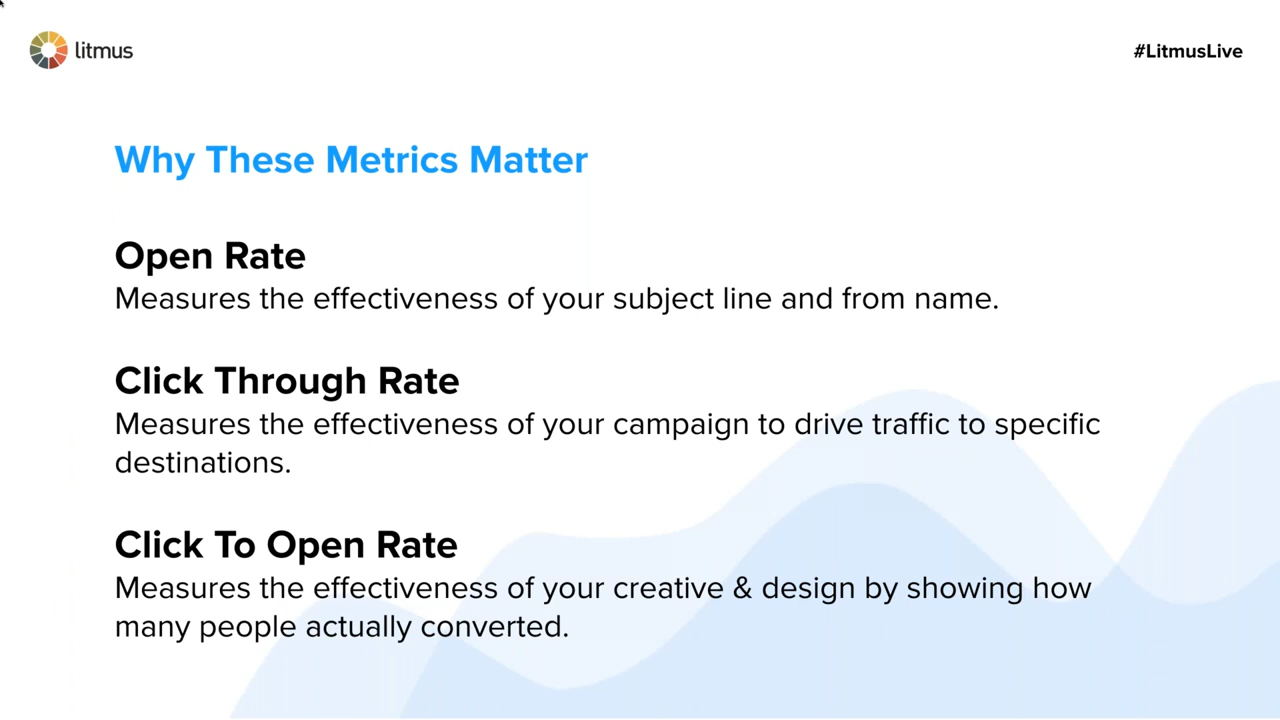 litmus
#LitmusLive
Why These Metrics Matter
Open Rate
Measures the effectiveness of your subject line and from name.
Click Through Rate
Measures the effectiveness of your campaign to drive traffic to specific
destinations.
Click To Open Rate
Measures the effectiveness of your creative & design by showing how
many people actually converted.